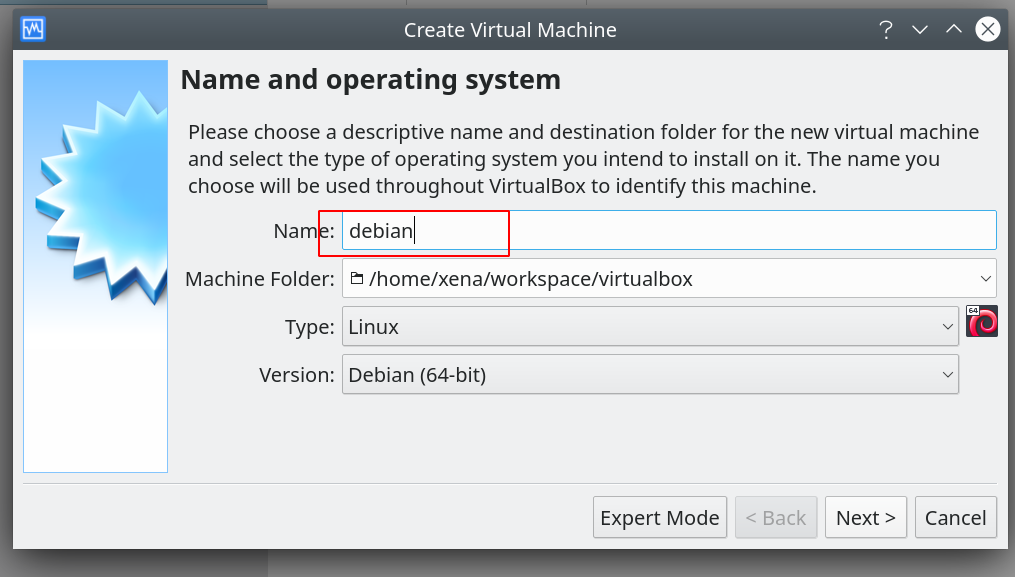 Create Virtual Machine
?
Name and operating system
Please choose a descriptive name and destination folder for the new virtual machine
and select the type of operating system you intend to install on it. The name you
choose will be used throughout VirtualBox to identify this machine.
Name: debian
Machine Folder: /home/xena/workspace/virtualbox
Type: Linux
64
Version: Debian (64-bit)
Expert Mode < Back Next > Cancel